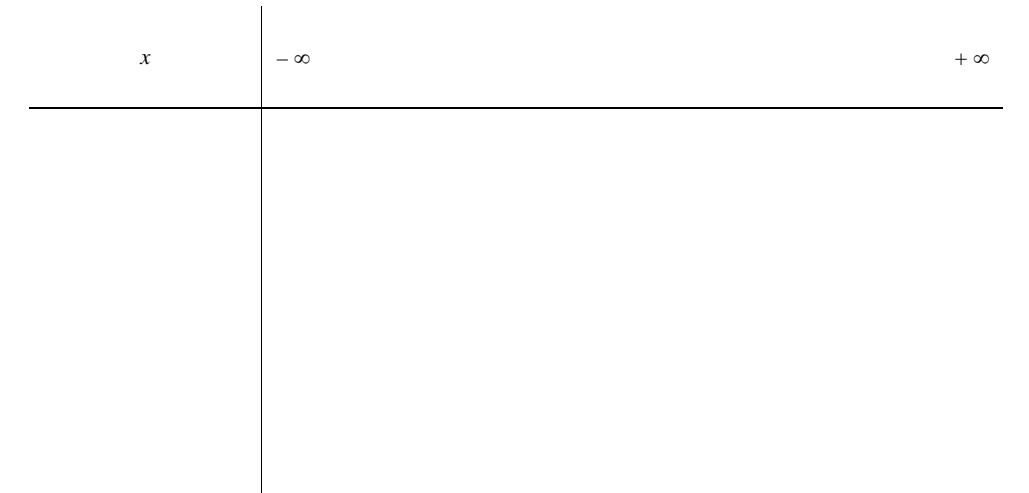 x − ∞ + ∞